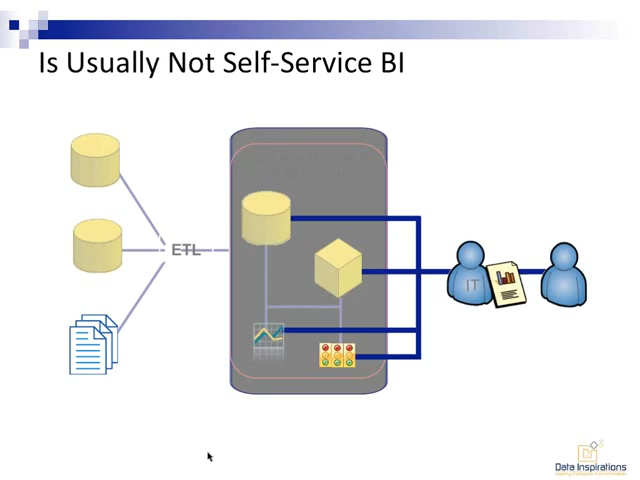 Is Usually Not Self-Service BI
ETL
IT
Data Inspirations